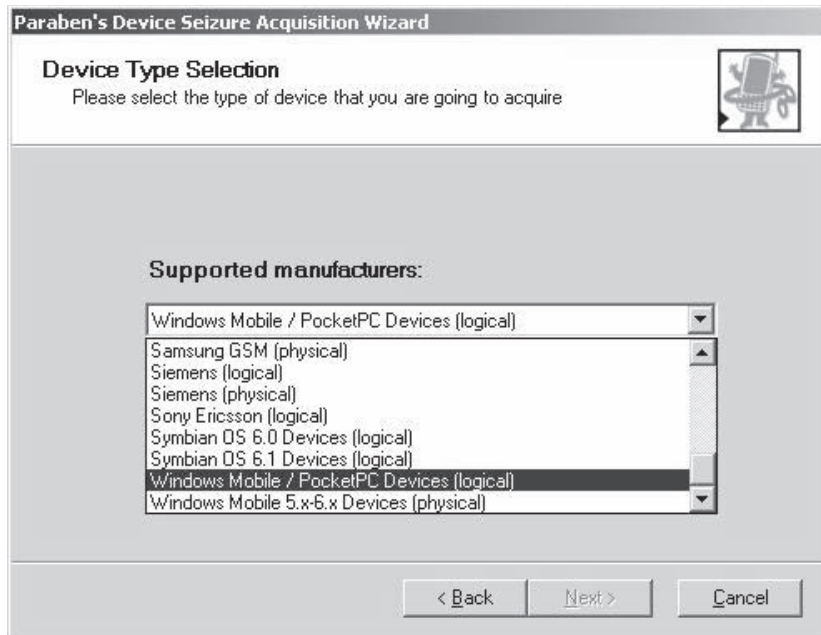 Paraben's Device Seizure Acquisition Wizard
Device Type Selection
Please select the type of device that you are going to acquire
Supported manufacturers:
Windows Mobile / PocketPC Devices (logical)
Samsung GSM (physical)
Siemens (logical)
Siemens (physical)
Sony Ericsson (logical)
Symbian OS 6.0 Devices (logical)
Symbian OS 6.1 Devices (logical)
Windows Mobile / PocketPC Devices (logical)
Windows Mobile 5.x-6.x Devices (physical)
< Back
Next >
Cancel